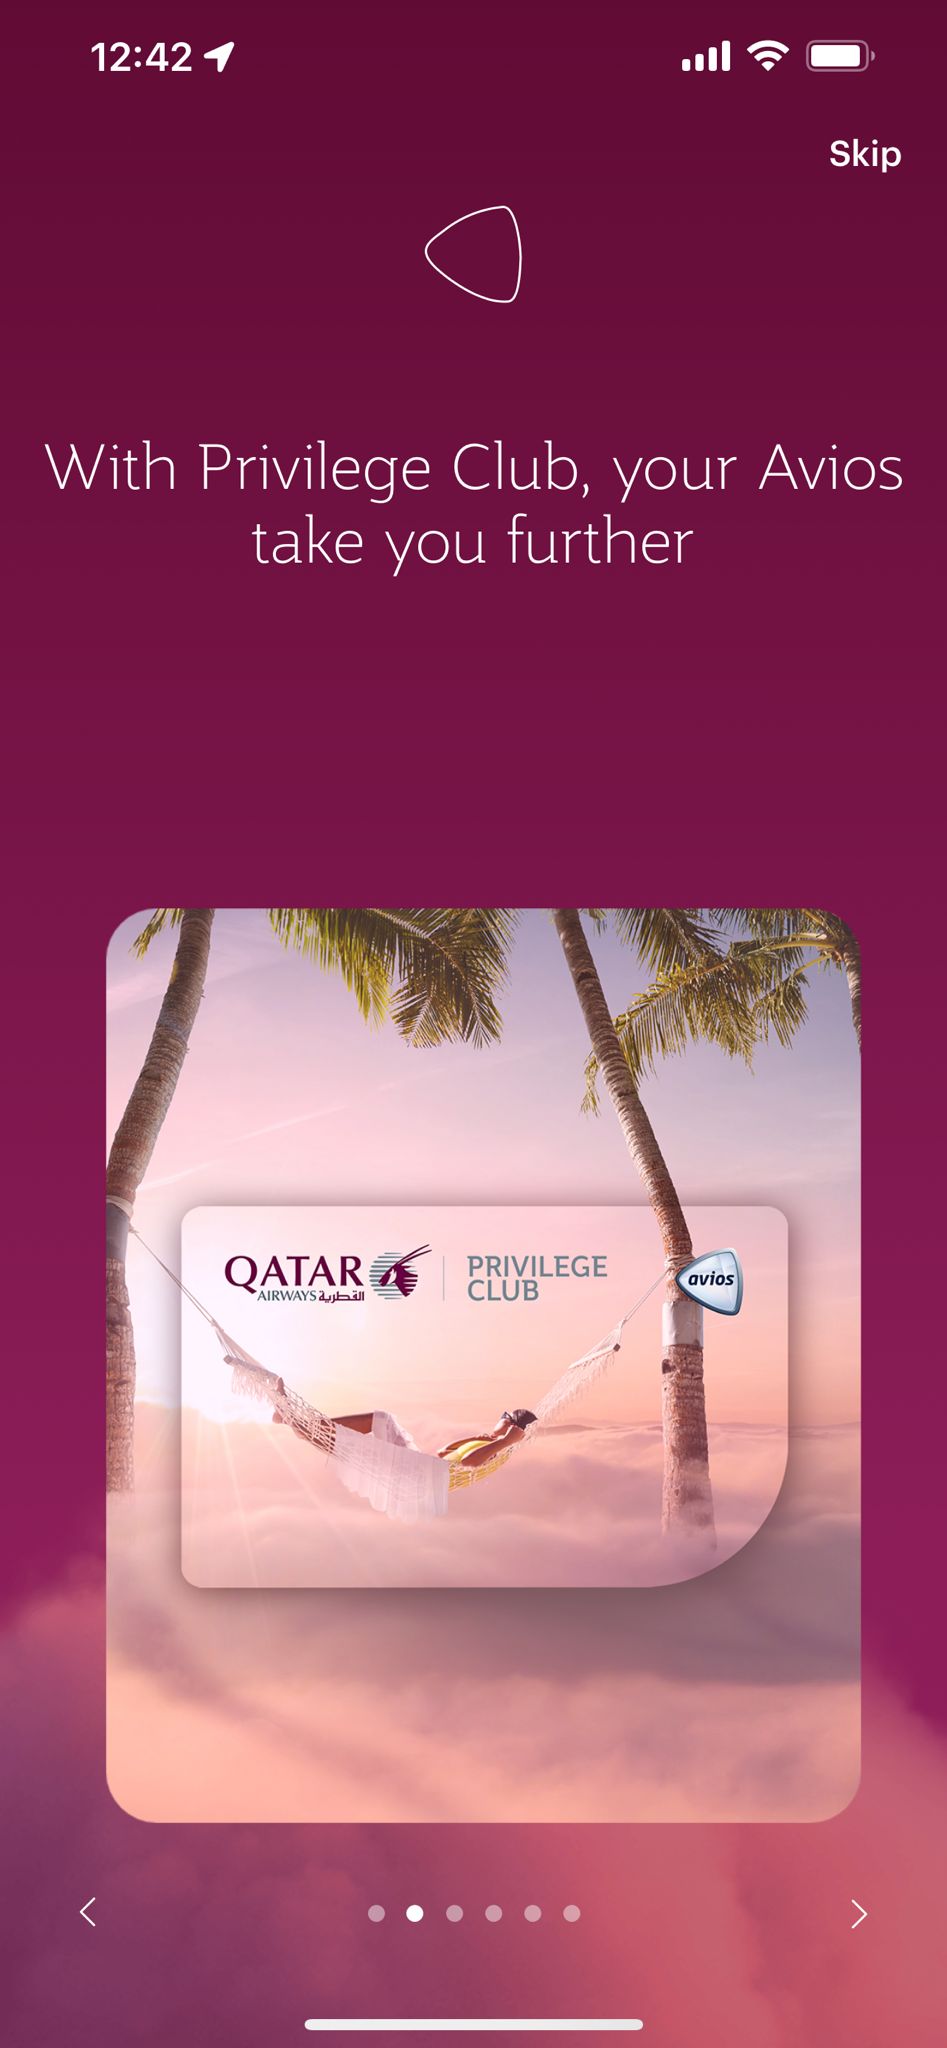 12:42
Skip
With Privilege Club, your Avios
take you further
QATAR
AIRWAYS القطرية
PRIVILEGE
CLUB
avios